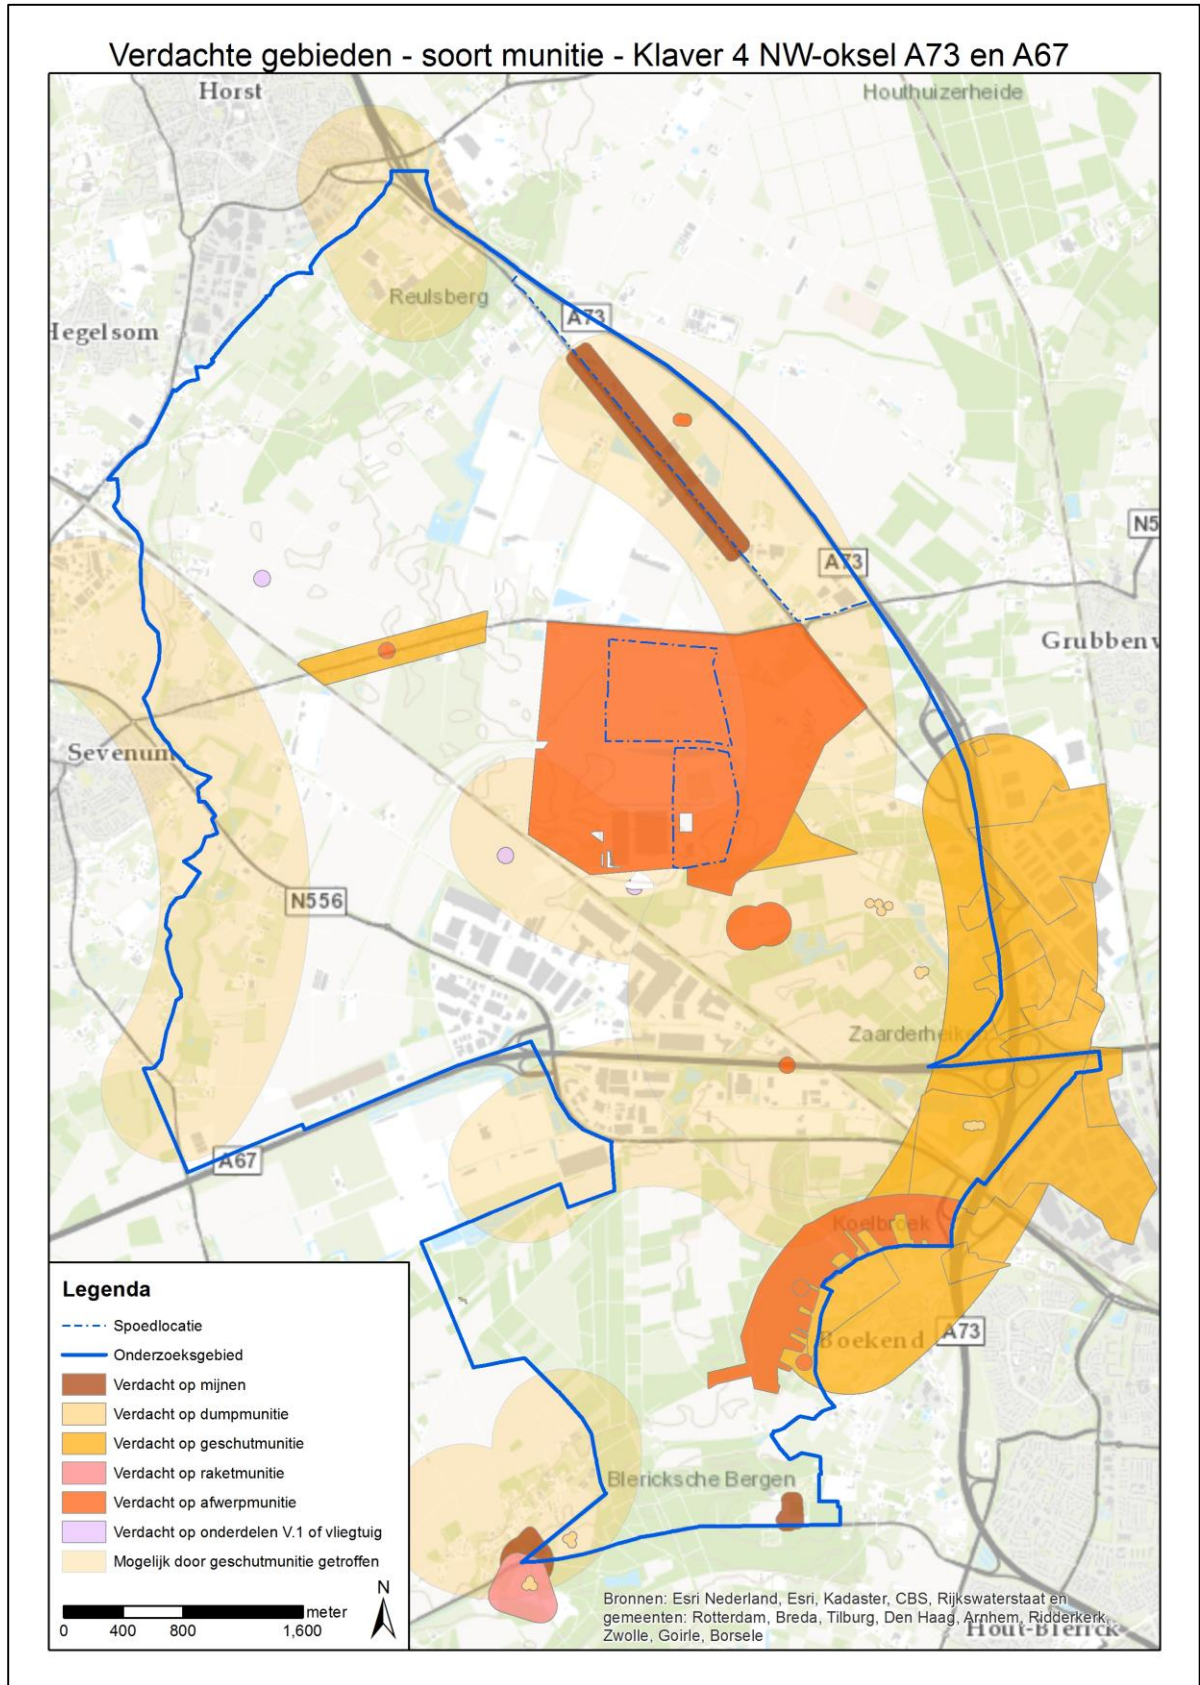 Verdachte gebieden - soort munitie - Klaver 4 NW-oksel A73 en A67
Horst
Houthuizerheide
Reulsberg
A73
Hegelsom
N5
A73
Grubbenv
Sevenum
N556
Zaarderheiken
A67
Koelbroek
Boekend
A73
Blericksche Bergen
Legenda
Spoedlocatie
Onderzoeksgebied
Verdacht op mijnen
Verdacht op dumpmunitie
Verdacht op geschutmunitie
Verdacht op raketmunitie
Verdacht op afwerpmunitie
Verdacht op onderdelen V.1 of vliegtuig
Mogelijk door geschutmunitie getroffen
N
meter
0 400 800 1,600
Bronnen: Esri Nederland, Esri, Kadaster, CBS, Rijkswaterstaat en
gemeenten: Rotterdam, Breda, Tilburg, Den Haag, Arnhem, Ridderkerk,
Zwolle, Goirle, Borsele
Hout-Blerick